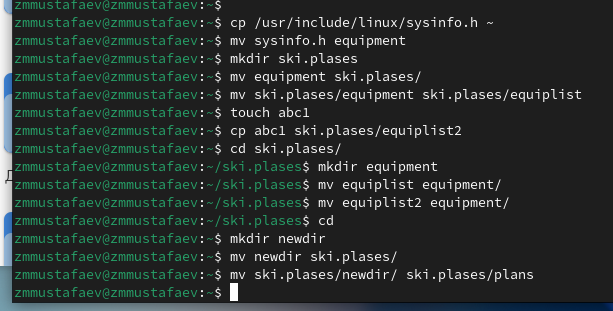 zmmustafaev@zmmustafaev:~$
zmmustafaev@zmmustafaev:~$ cp /usr/include/linux/sysinfo.h ~
zmmustafaev@zmmustafaev:~$ mv sysinfo.h equipment
zmmustafaev@zmmustafaev:~$ mkdir ski.plases
zmmustafaev@zmmustafaev:~$ mv equipment ski.plases/
zmmustafaev@zmmustafaev:~$ mv ski.plases/equipment ski.plases/equiplist
zmmustafaev@zmmustafaev:~$ touch abc1
zmmustafaev@zmmustafaev:~$ cp abc1 ski.plases/equiplist2
zmmustafaev@zmmustafaev:~$ cd ski.plases/
zmmustafaev@zmmustafaev:~/ski.plases$ mkdir equipment
zmmustafaev@zmmustafaev:~/ski.plases$ mv equiplist equipment/
zmmustafaev@zmmustafaev:~/ski.plases$ mv equiplist2 equipment/
zmmustafaev@zmmustafaev:~/ski.plases$ cd
zmmustafaev@zmmustafaev:~$ mkdir newdir
zmmustafaev@zmmustafaev:~$ mv newdir ski.plases/
zmmustafaev@zmmustafaev:~$ mv ski.plases/newdir/ ski.plases/plans
zmmustafaev@zmmustafaev:~$